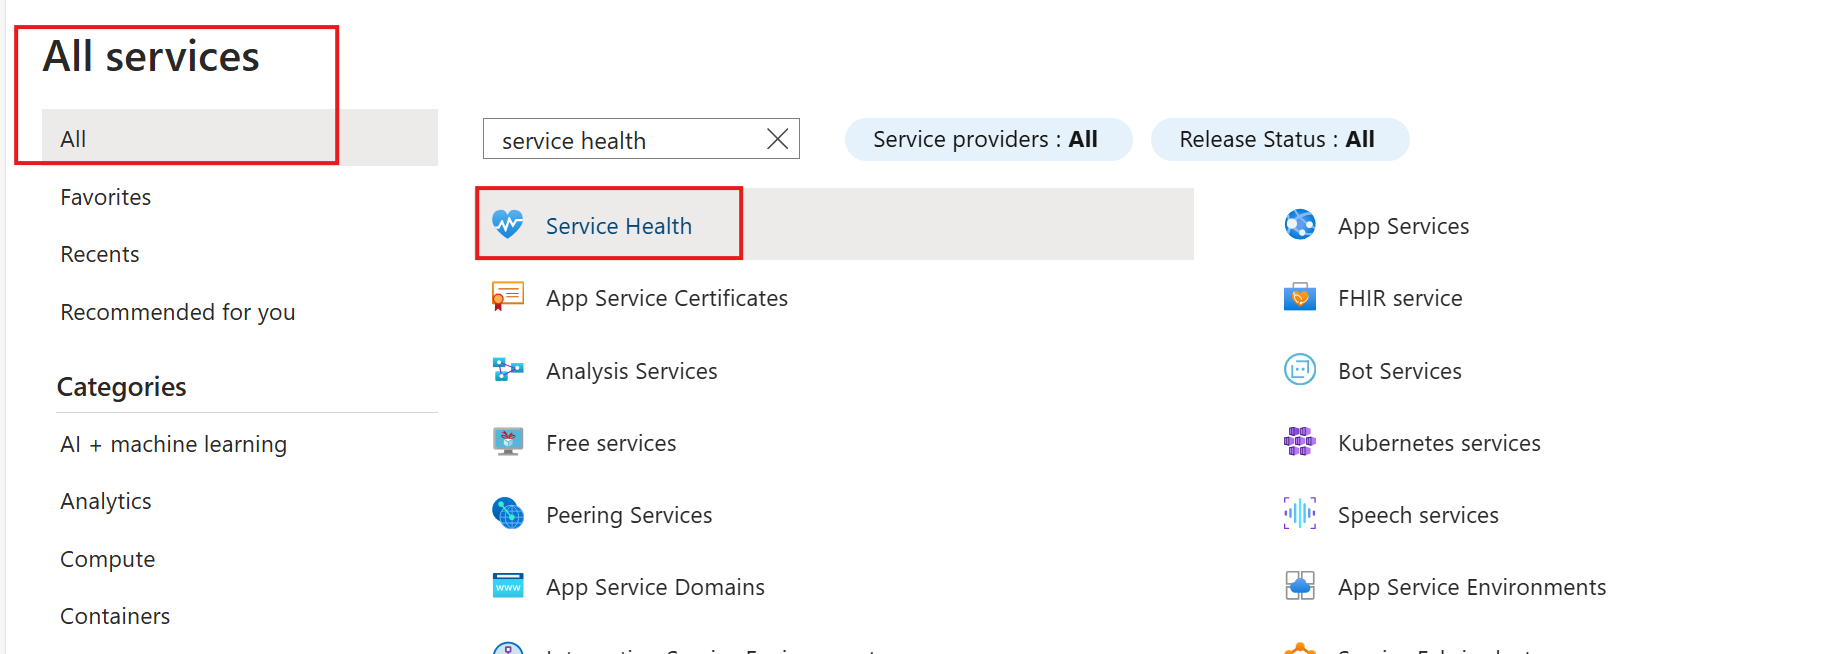 All services
All
Favorites
Recents
Recommended for you
Categories
AI + machine learning
Analytics
Compute
Containers
service health
Service providers : All
Release Status : All
Service Health
App Services
App Service Certificates
FHIR service
Analysis Services
Bot Services
Free services
Kubernetes services
Peering Services
Speech services
www
App Service Domains
App Service Environments